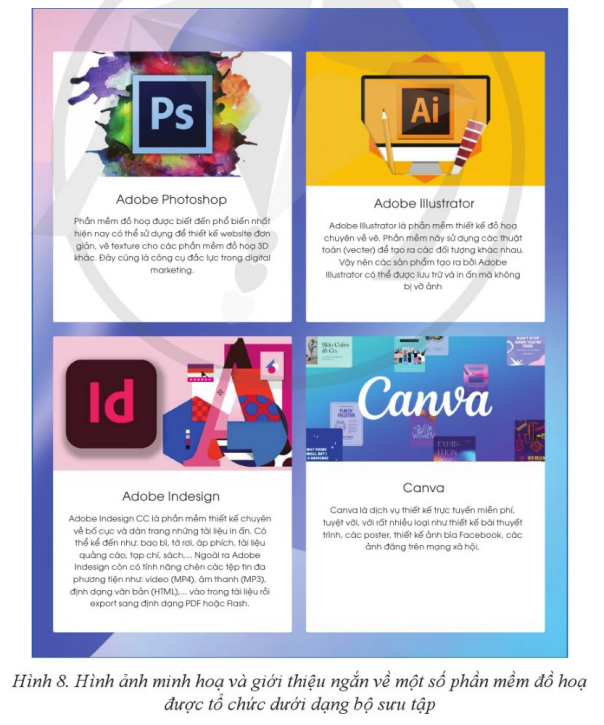 Ps
Adobe Photoshop
Phần mềm đồ hoạ được biết đến phổ biến nhất
hiện nay có thể sử dụng để thiết kế website đơn
giản, vẽ texture cho các phần mềm đồ hoạ 3D
khác. Đây cũng là công cụ đắc lực trong digital
marketing.
Ai
Adobe Illustrator
Adobe Illustrator là phần mềm thiết kế đồ hoạ
chuyên về vẽ. Phần mềm này sử dụng các thuật
toán (vecter) để tạo ra các đối tượng khác nhau.
Vậy nên các sản phẩm tạo ra bởi Adobe
Illustrator có thể được lưu trữ và in ấn mà không
bị vỡ ảnh
Id
Adobe Indesign
Adobe Indesign CC là phần mềm thiết kế chuyên
về bố cục và dàn trang những tài liệu in ấn. Có
thể kể đến như: bao bì, tờ rơi, áp phích, tài liệu
quảng cáo, tạp chí, sách,... Ngoài ra Adobe
Indesign còn có tính năng chèn các tệp tin đa
phương tiện như: video (MP4), âm thanh (MP3),
định dạng văn bản (HTML),... vào trong tài liệu rồi
export sang định dạng PDF hoặc Flash.
Skin Cakes
& Co.
DON'T STOP
WHEN YOU'RE
Canva
EXHIB-
ITION
Canva
Canva là dịch vụ thiết kế trực tuyến miễn phí,
tuyệt vời, với rất nhiều loại như thiết kế bài thuyết
trình, các poster, thiết kế ảnh bìa Facebook, các
ảnh đăng trên mạng xã hội,
Hình 8. Hình ảnh minh hoạ và giới thiệu ngắn về một số phần mềm đồ hoạ
được tổ chức dưới dạng bộ sưu tập